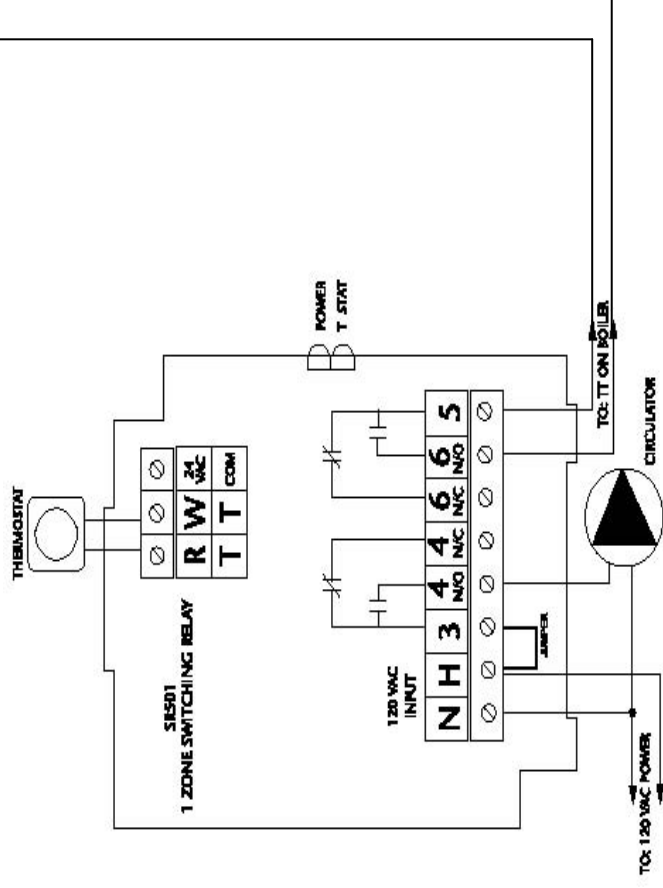 THERMOSTAT
R W 24 VAC
T T COM
SR501
1 ZONE SWITCHING RELAY
POWER
T STAT
120 VAC
INPUT
N H 3 4 N/O 4 N/C 6 N/C 6 N/O 5
JUMPER
TO: TT ON BOILER
CIRCULATOR
TO: 120 VAC POWER